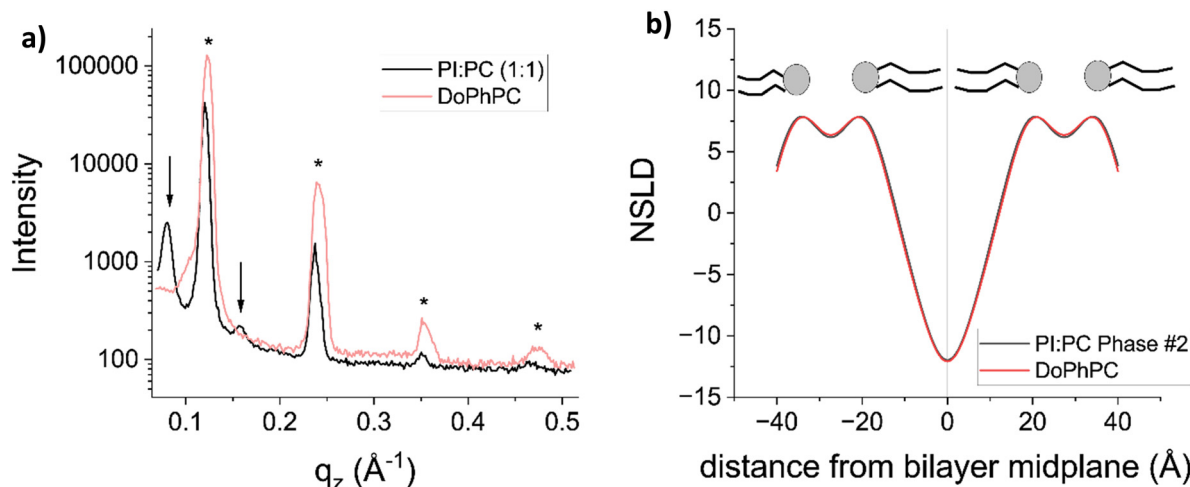 a)
*
PI:PC (1:1)
DoPhPC
*
*
*
100000
10000
1000
100
Intensity
0.1 0.2 0.3 0.4 0.5
q_z (Å⁻¹)
b)
15
10
5
0
−5
−10
−15
NSLD
PI:PC Phase #2
DoPhPC
−40 −20 0 20 40
distance from bilayer midplane (Å)